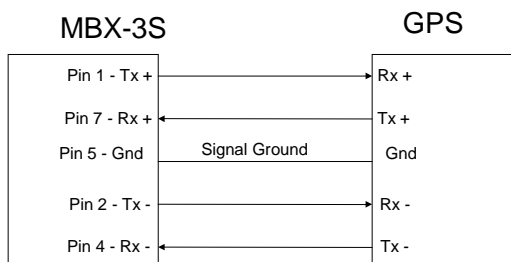 MBX-3S GPS
Pin 1 - Tx + Rx +
Pin 7 - Rx + Tx +
Pin 5 - Gnd Signal Ground Gnd
Pin 2 - Tx - Rx -
Pin 4 - Rx - Tx -